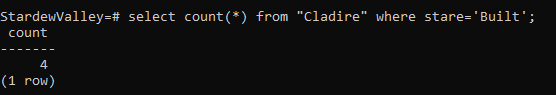 StardewValley=# select count(*) from "Cladire" where stare='Built';
count
-------
4
(1 row)